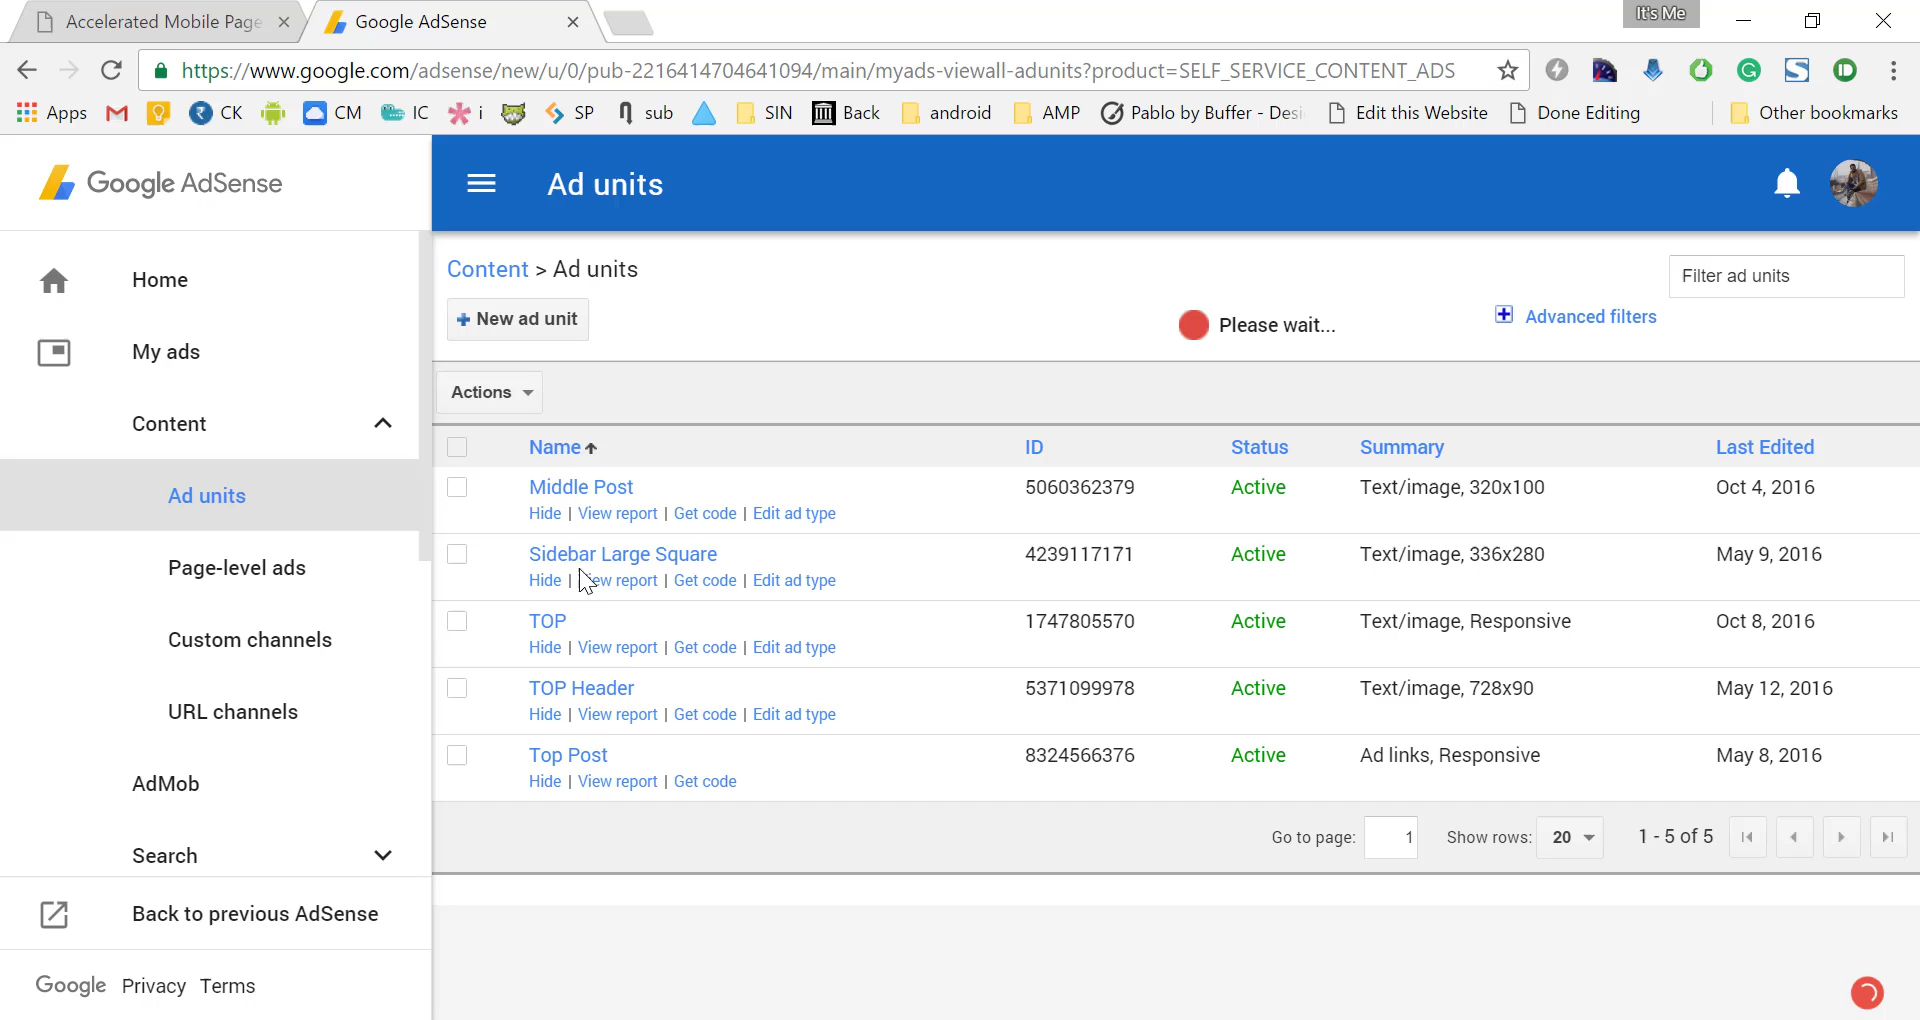 Accelerated Mobile Page
Google AdSense
It's Me
https://www.google.com/adsense/new/u/0/pub-2216414704641094/main/myads-viewall-adunits?product=SELF_SERVICE_CONTENT_ADS
Apps CK CM IC i SP sub SIN Back android AMP Pablo by Buffer - Desi Edit this Website Done Editing Other bookmarks
Google AdSense
Ad units
Home
My ads
Content
Ad units
Page-level ads
Custom channels
URL channels
AdMob
Search
Back to previous AdSense
Google Privacy Terms
Content > Ad units
Filter ad units
New ad unit
Please wait...
Advanced filters
Actions
Name ID Status Summary Last Edited
Middle Post 5060362379 Active Text/image, 320x100 Oct 4, 2016
Hide | View report | Get code | Edit ad type
Sidebar Large Square 4239117171 Active Text/image, 336x280 May 9, 2016
Hide | View report | Get code | Edit ad type
TOP 1747805570 Active Text/image, Responsive Oct 8, 2016
Hide | View report | Get code | Edit ad type
TOP Header 5371099978 Active Text/image, 728x90 May 12, 2016
Hide | View report | Get code | Edit ad type
Top Post 8324566376 Active Ad links, Responsive May 8, 2016
Hide | View report | Get code
Go to page: 1 Show rows: 20 1 - 5 of 5